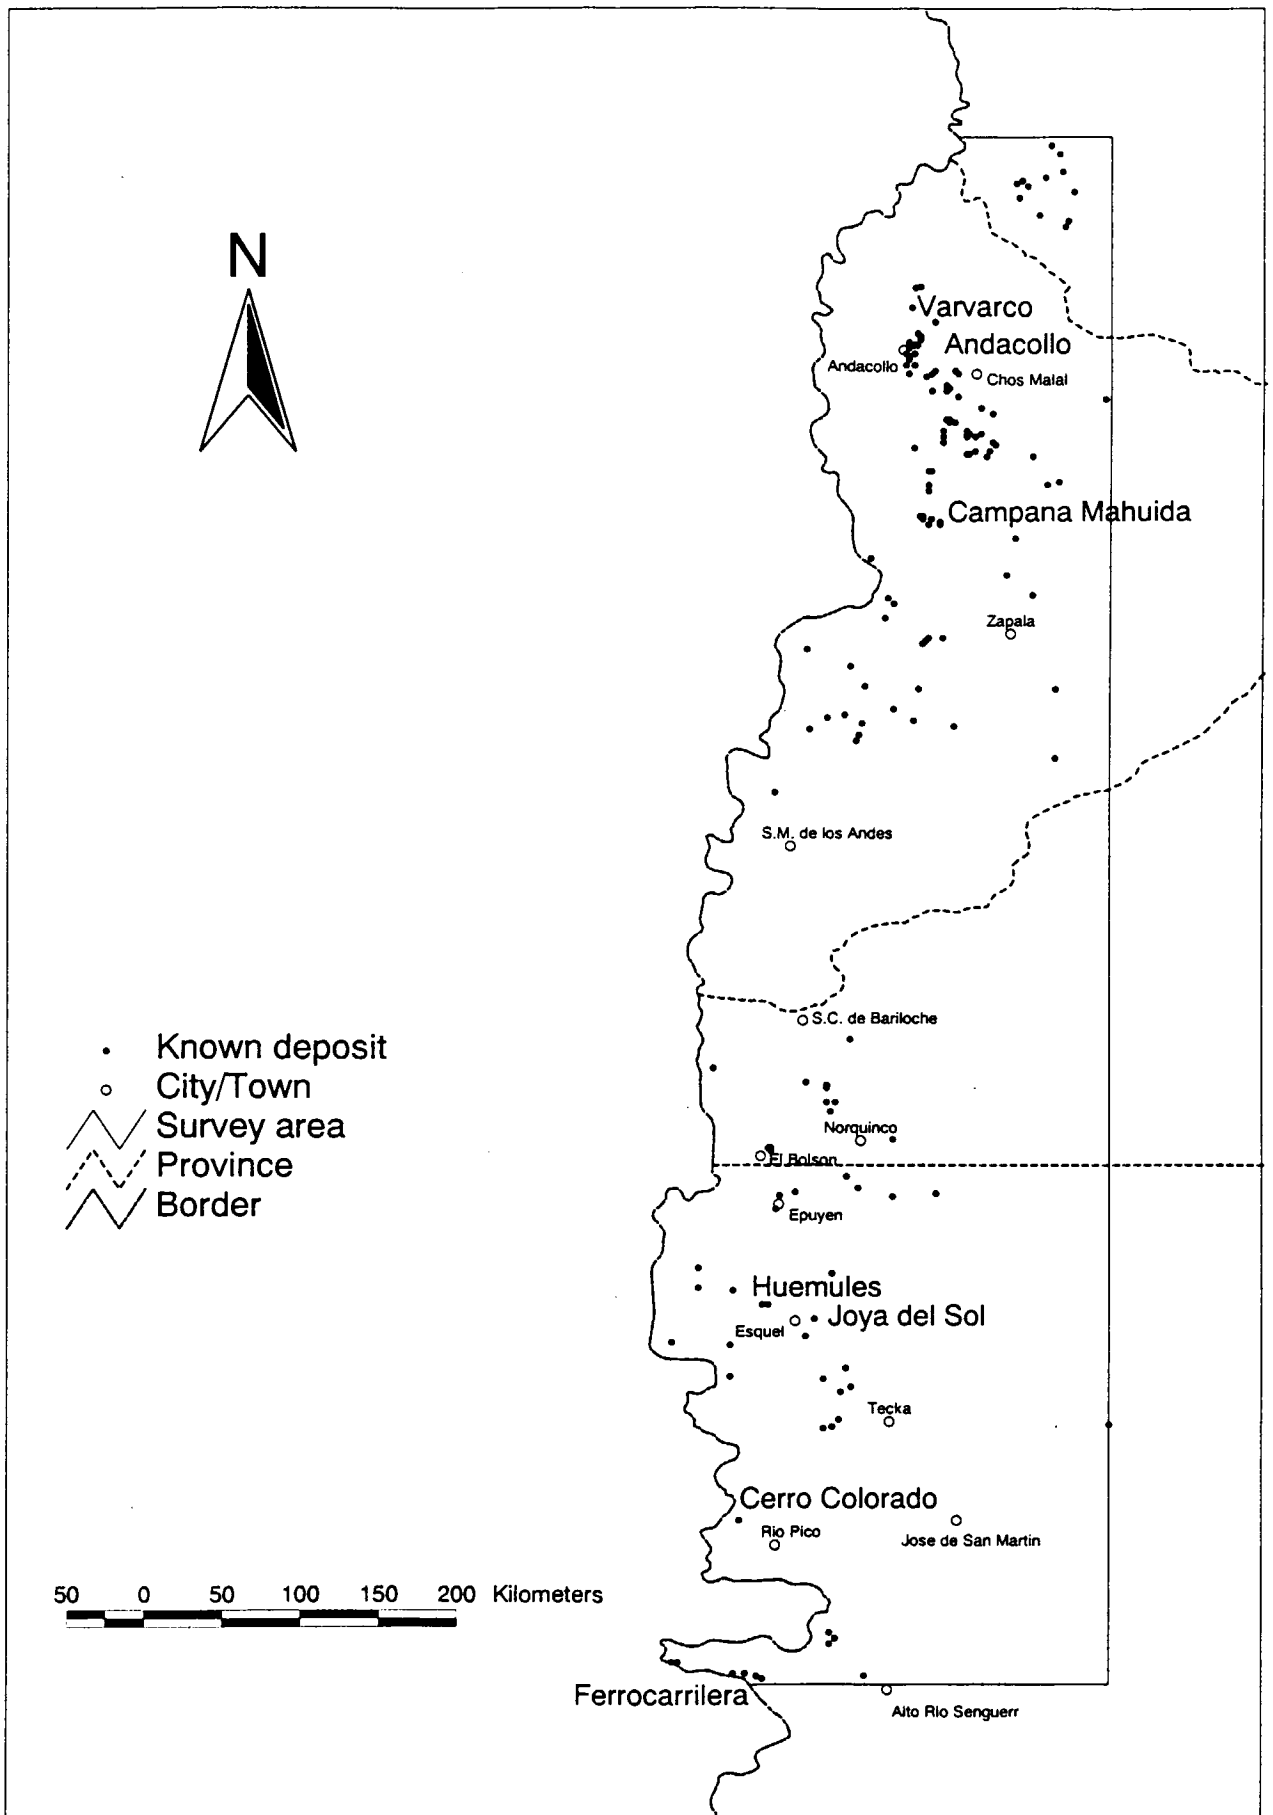 N
Varvarco
Andacollo
Andacollo
Chos Malal
Campana Mahuida
Zapala
S.M. de los Andes
S.C. de Bariloche
Known deposit
City/Town
Survey area
Province
Border
Norquinco
El Bolson
Epuyen
Huemules
Joya del Sol
Esquel
Tecka
Cerro Colorado
Rio Pico
Jose de San Martin
50 0 50 100 150 200 Kilometers
Ferrocarrilera
Alto Rio Senguerr